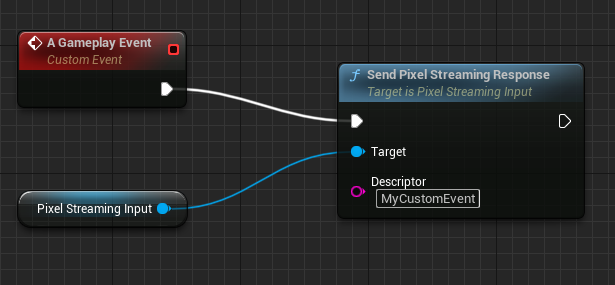 A Gameplay Event
Custom Event
Send Pixel Streaming Response
Target is Pixel Streaming Input
Target
Descriptor
MyCustomEvent
Pixel Streaming Input